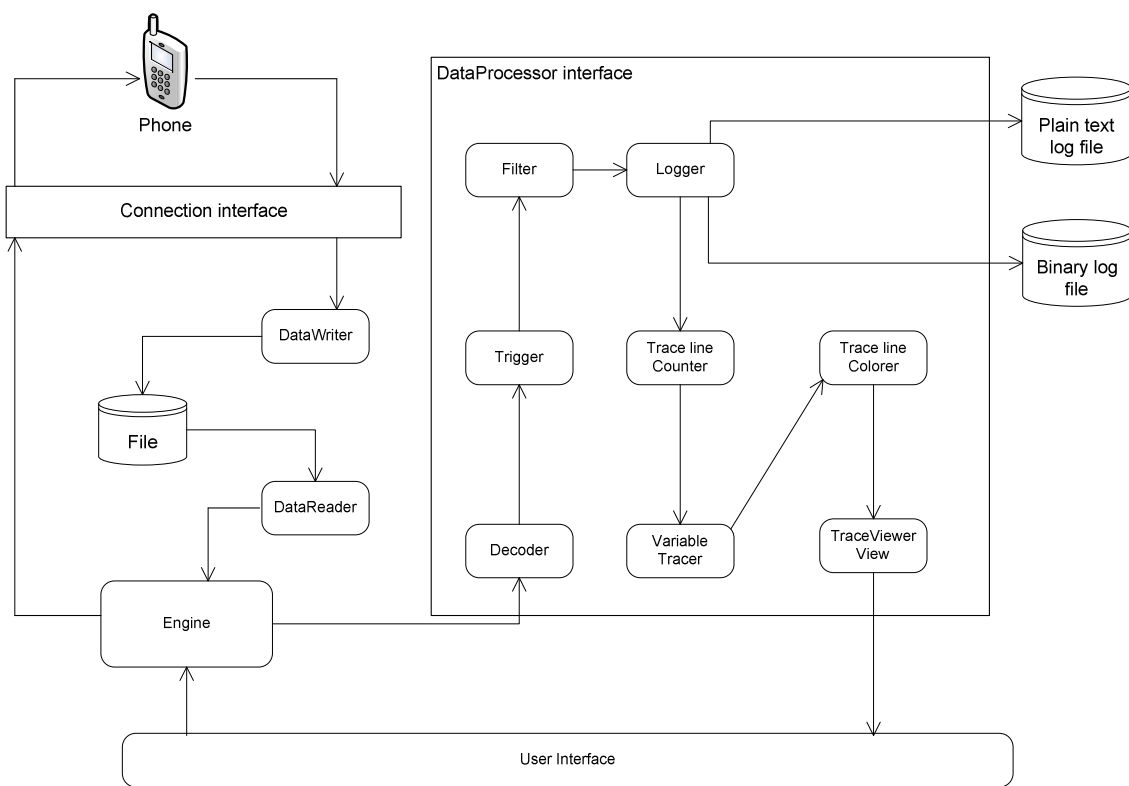 Phone
DataProcessor interface
Plain text
log file
Filter
Logger
Connection interface
Binary log
file
DataWriter
Trigger
Trace line
Counter
Trace line
Colorer
File
DataReader
Decoder
Variable
Tracer
TraceViewer
View
Engine
User Interface